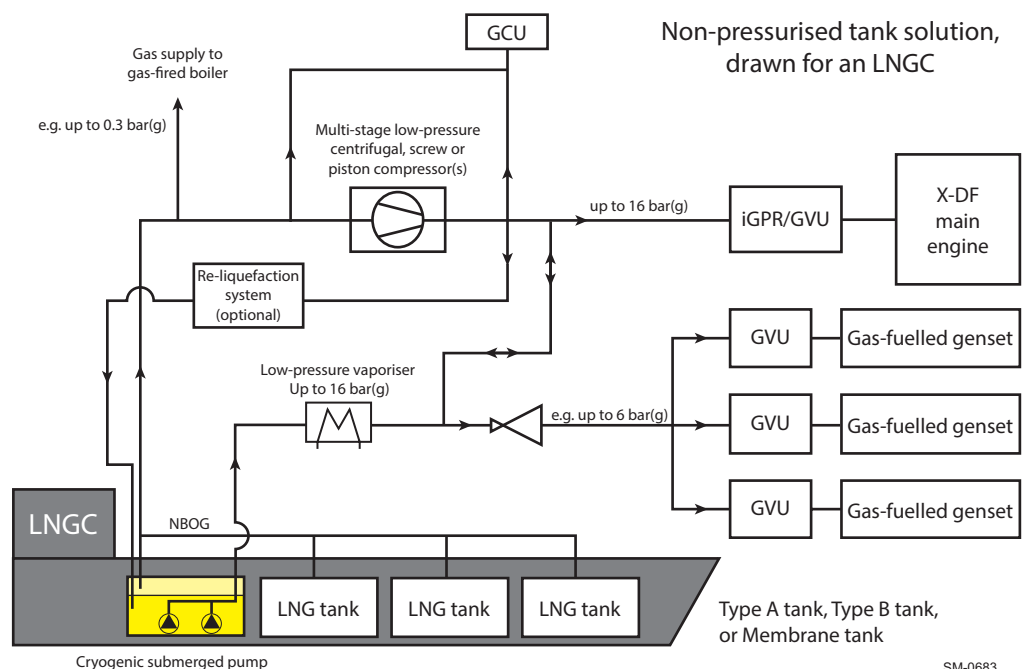 GCU
Non-pressurised tank solution,
drawn for an LNGC
Gas supply to
gas-fired boiler
e.g. up to 0.3 bar(g)
Multi-stage low-pressure
centrifugal, screw or
piston compressor(s)
up to 16 bar(g)
iGPR/GVU
X-DF
main
engine
Re-liquefaction
system
(optional)
Low-pressure vaporiser
Up to 16 bar(g)
e.g. up to 6 bar(g)
GVU
Gas-fuelled genset
GVU
Gas-fuelled genset
GVU
Gas-fuelled genset
LNGC
NBOG
LNG tank
LNG tank
LNG tank
Type A tank, Type B tank,
or Membrane tank
Cryogenic submerged pump
SM-0683